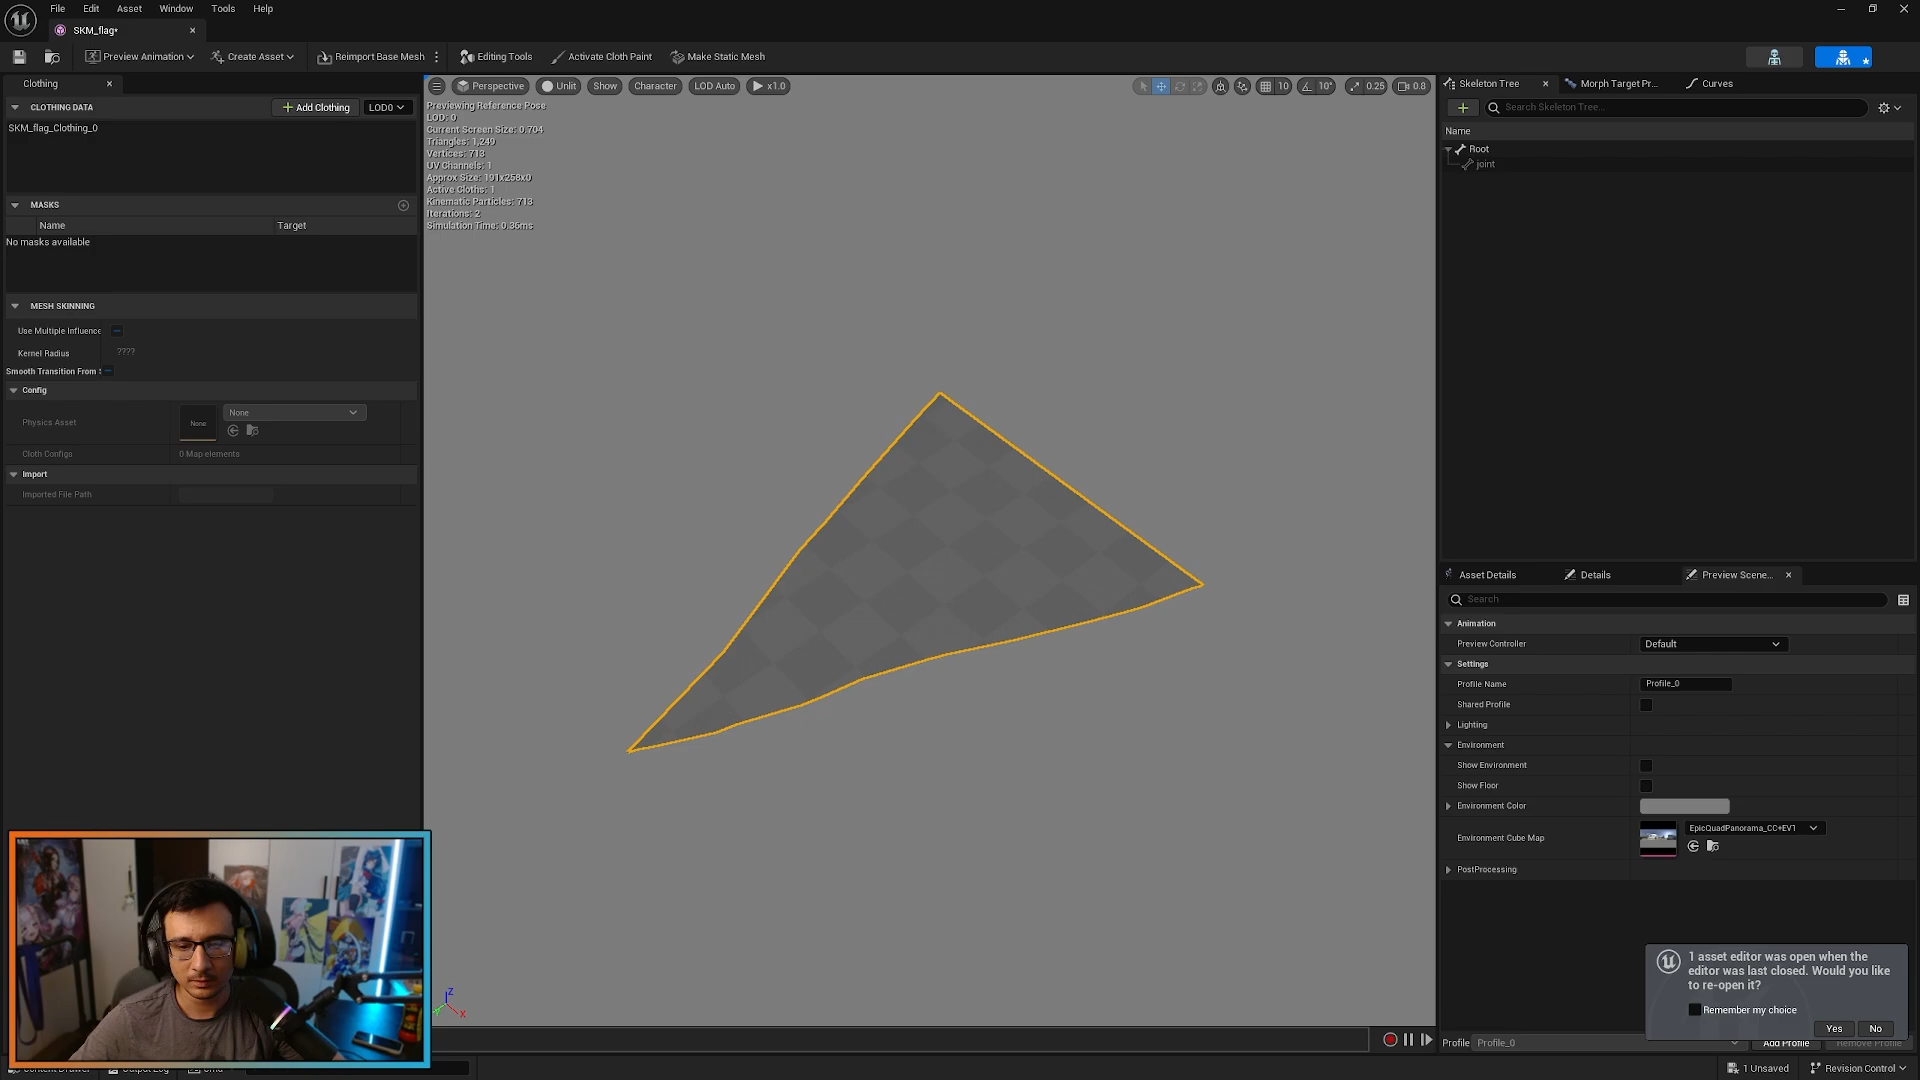 File Edit Asset Window Tools Help
SKM_flag*
Preview Animation
Create Asset
Reimport Base Mesh
Editing Tools
Activate Cloth Paint
Make Static Mesh
Clothing
CLOTHING DATA
Add Clothing
LOD0
SKM_flag_Clothing_0
MASKS
Name
Target
No masks available
MESH SKINNING
Use Multiple Influence
Kernel Radius
????
Smooth Transition From S
Config
Physics Asset
None
None
Cloth Configs
0 Map elements
Import
Imported File Path
Perspective
Unlit
Show
Character
LOD Auto
x1.0
10
10°
0.25
0.8
Previewing Reference Pose
LOD: 0
Current Screen Size: 0.704
Triangles: 1,249
Vertices: 713
UV Channels: 1
Approx Size: 191x258x0
Active Cloths: 1
Kinematic Particles: 713
Iterations: 2
Simulation Time: 0.36ms
Z
X
Skeleton Tree
Morph Target Pr...
Curves
Search Skeleton Tree...
Name
Root
joint
Asset Details
Details
Preview Scene...
Search
Animation
Preview Controller
Default
Settings
Profile Name
Profile_0
Shared Profile
Lighting
Environment
Show Environment
Show Floor
Environment Color
Environment Cube Map
EpicQuadPanorama_CC+EV1
PostProcessing
1 asset editor was open when the
editor was last closed. Would you like
to re-open it?
Remember my choice
Yes
No
Profile
Profile_0
Add Profile
Remove Profile
1 Unsaved
Revision Control